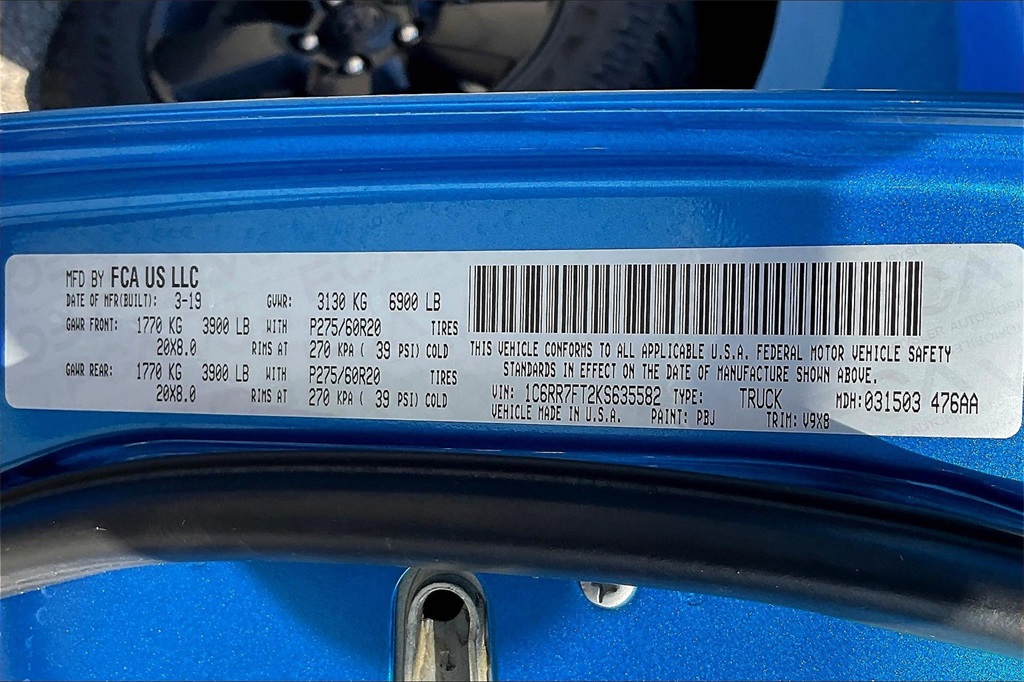 MFD BY FCA US LLC
DATE OF MFR(BUILT): 3-19 GVWR: 3130 KG 6900 LB
GAWR FRONT: 1770 KG 3900 LB WITH P275/60R20 TIRES
20X8.0 RIMS AT 270 KPA ( 39 PSI) COLD
GAWR REAR: 1770 KG 3900 LB WITH P275/60R20 TIRES
20X8.0 RIMS AT 270 KPA ( 39 PSI) COLD
THIS VEHICLE CONFORMS TO ALL APPLICABLE U.S.A. FEDERAL MOTOR VEHICLE SAFETY
STANDARDS IN EFFECT ON THE DATE OF MANUFACTURE SHOWN ABOVE.
VIN: 1C6RR7FT2KS635582 TYPE: TRUCK MDH: 031503 476AA
VEHICLE MADE IN U.S.A. PAINT: PBJ TRIM: V9X8